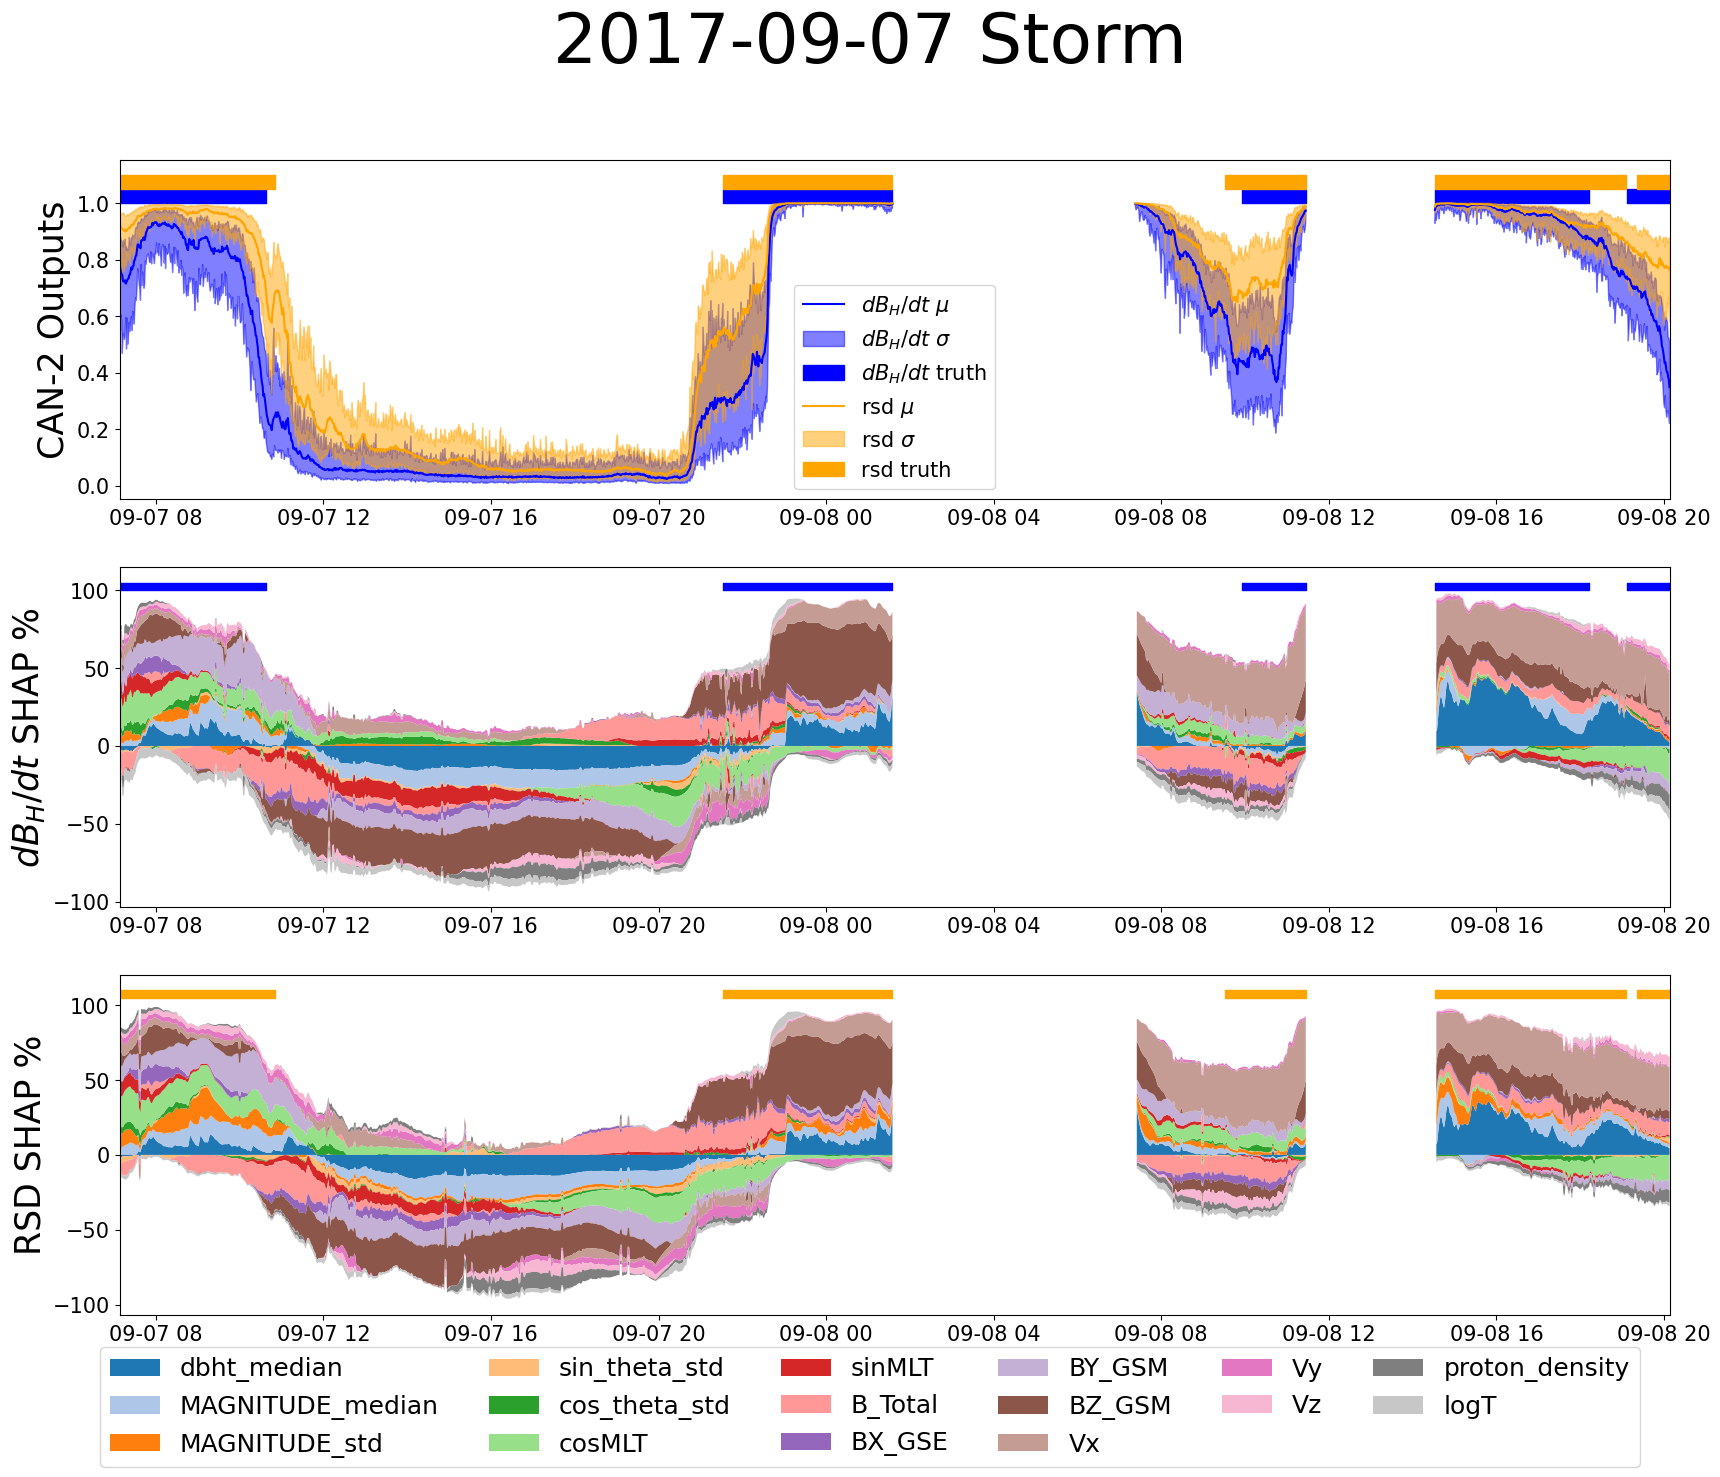 2017-09-07 Storm
CAN-2 Outputs
1.0
0.8
0.6
0.4
0.2
0.0
dB_H/dt μ
dB_H/dt σ
dB_H/dt truth
rsd μ
rsd σ
rsd truth
09-07 08 09-07 12 09-07 16 09-07 20 09-08 00 09-08 04 09-08 08 09-08 12 09-08 16 09-08 20
dB_H/dt SHAP %
100
50
0
−50
−100
09-07 08 09-07 12 09-07 16 09-07 20 09-08 00 09-08 04 09-08 08 09-08 12 09-08 16 09-08 20
RSD SHAP %
100
50
0
−50
−100
09-07 08 09-07 12 09-07 16 09-07 20 09-08 00 09-08 04 09-08 08 09-08 12 09-08 16 09-08 20
dbht_median sin_theta_std sinMLT BY_GSM Vy proton_density
MAGNITUDE_median cos_theta_std B_Total BZ_GSM Vz logT
MAGNITUDE_std cosMLT BX_GSE Vx